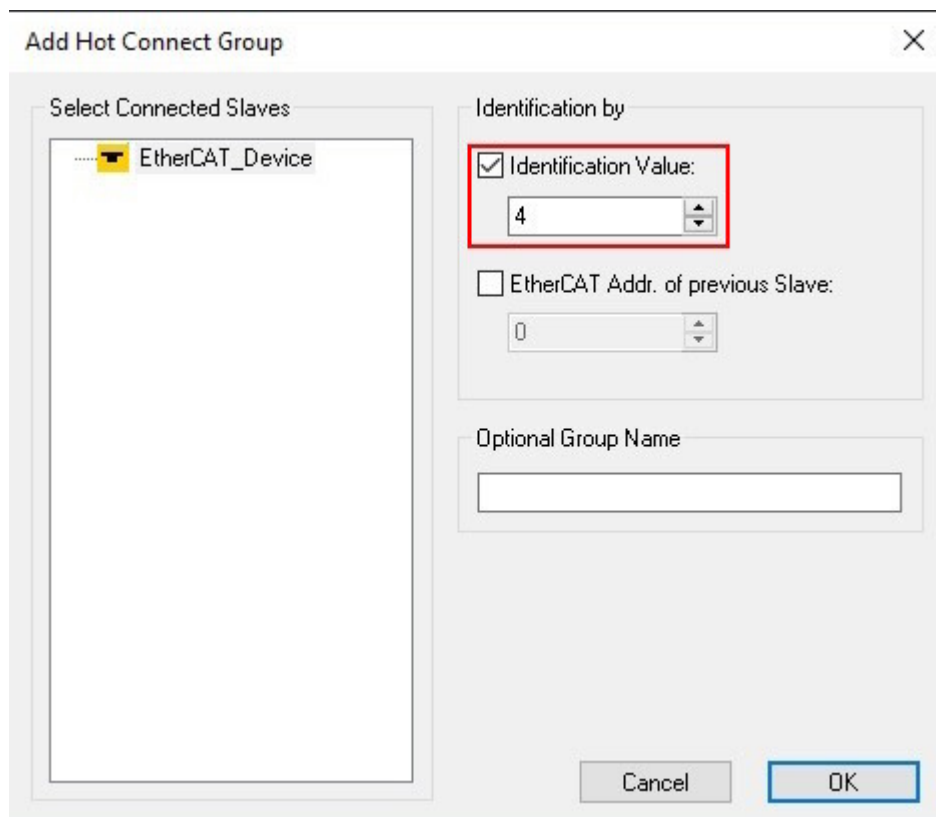 Add Hot Connect Group
Select Connected Slaves
EtherCAT_Device
Identification by
Identification Value:
4
EtherCAT Addr. of previous Slave:
0
Optional Group Name
Cancel
OK